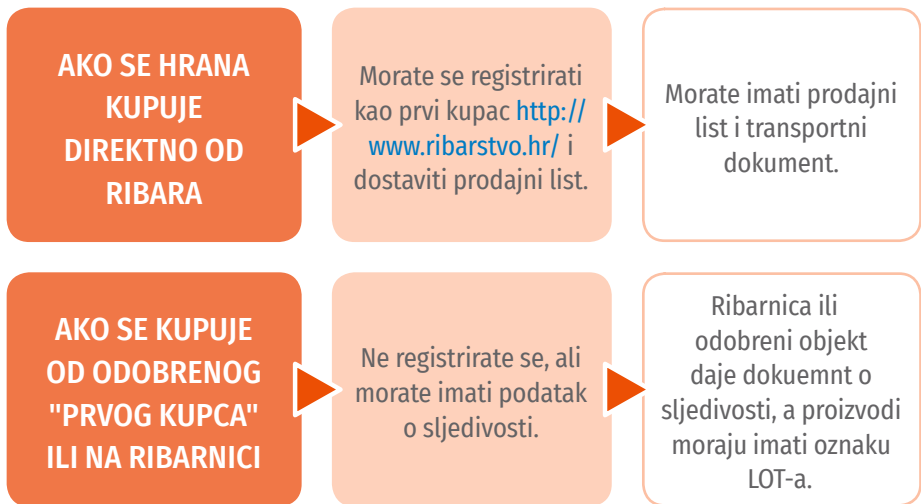 AKO SE HRANA
KUPUJE
DIREKTNO OD
RIBARA
Morate se registrirati
kao prvi kupac http://
www.ribarstvo.hr/ i
dostaviti prodajni list.
Morate imati prodajni
list i transportni
dokument.
AKO SE KUPUJE
OD ODOBRENOG
"PRVOG KUPCA"
ILI NA RIBARNICI
Ne registrirate se, ali
morate imati podatak
o sljedivosti.
Ribarnica ili
odobreni objekt
daje dokuemnt o
sljedivosti, a proizvodi
moraju imati oznaku
LOT-a.